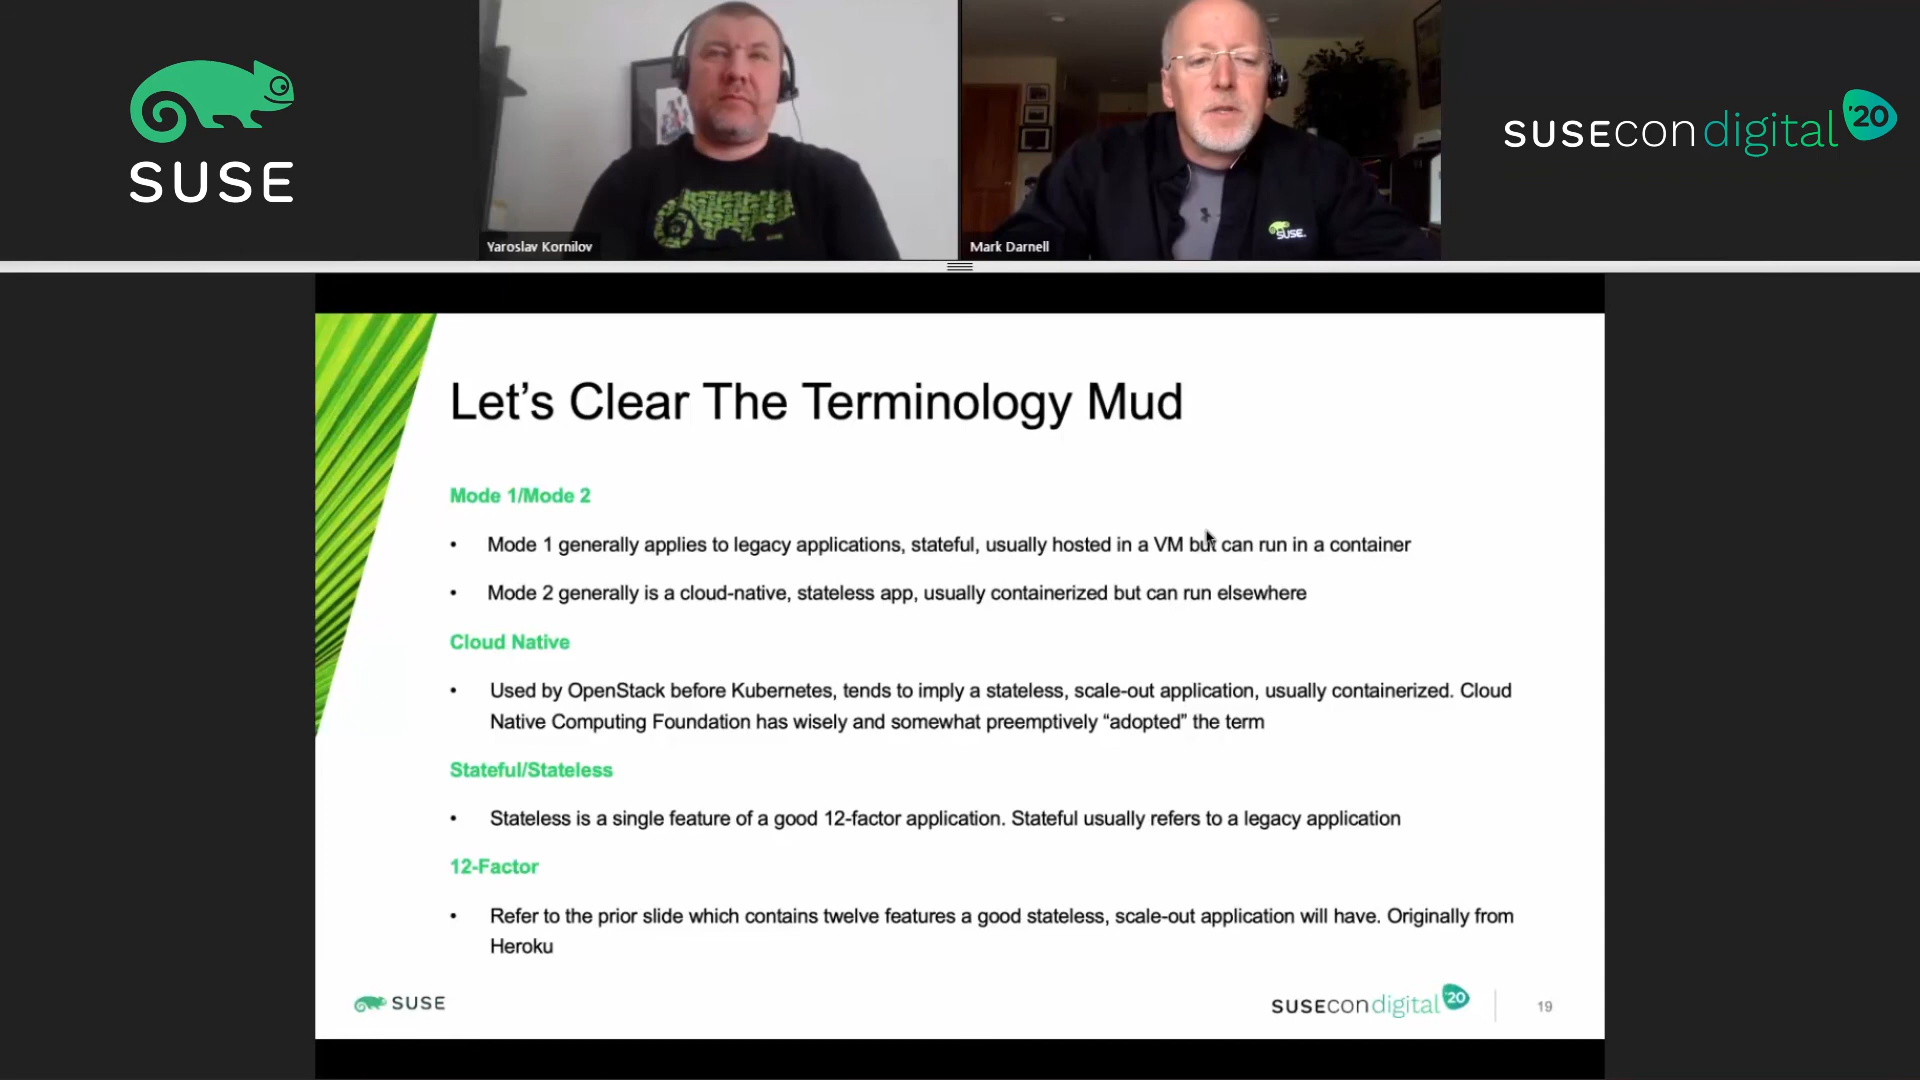 SUSE
Yaroslav Kornilov
Mark Darnell
SUSE
SUSEcon digital '20
Let's Clear The Terminology Mud
Mode 1/Mode 2
• Mode 1 generally applies to legacy applications, stateful, usually hosted in a VM but can run in a container
• Mode 2 generally is a cloud-native, stateless app, usually containerized but can run elsewhere
Cloud Native
• Used by OpenStack before Kubernetes, tends to imply a stateless, scale-out application, usually containerized. Cloud
Native Computing Foundation has wisely and somewhat preemptively “adopted” the term
Stateful/Stateless
• Stateless is a single feature of a good 12-factor application. Stateful usually refers to a legacy application
12-Factor
• Refer to the prior slide which contains twelve features a good stateless, scale-out application will have. Originally from
Heroku
SUSE
SUSEcon digital '20
19